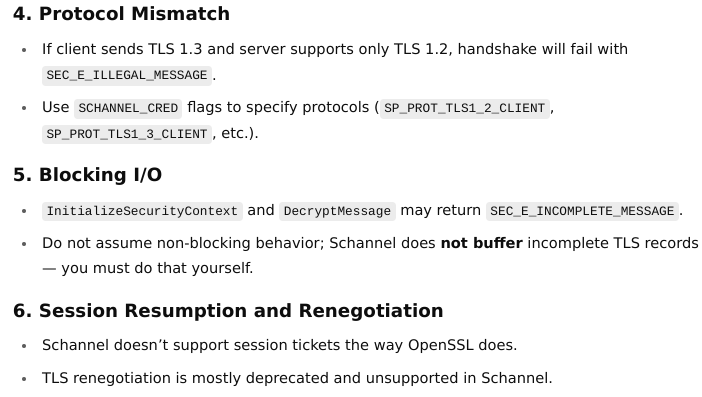 4. Protocol Mismatch
• If client sends TLS 1.3 and server supports only TLS 1.2, handshake will fail with
SEC_E_ILLEGAL_MESSAGE.
• Use SCHANNEL_CRED flags to specify protocols (SP_PROT_TLS1_2_CLIENT,
SP_PROT_TLS1_3_CLIENT, etc.).
5. Blocking I/O
• InitializeSecurityContext and DecryptMessage may return SEC_E_INCOMPLETE_MESSAGE.
• Do not assume non-blocking behavior; Schannel does not buffer incomplete TLS records
— you must do that yourself.
6. Session Resumption and Renegotiation
• Schannel doesn’t support session tickets the way OpenSSL does.
• TLS renegotiation is mostly deprecated and unsupported in Schannel.